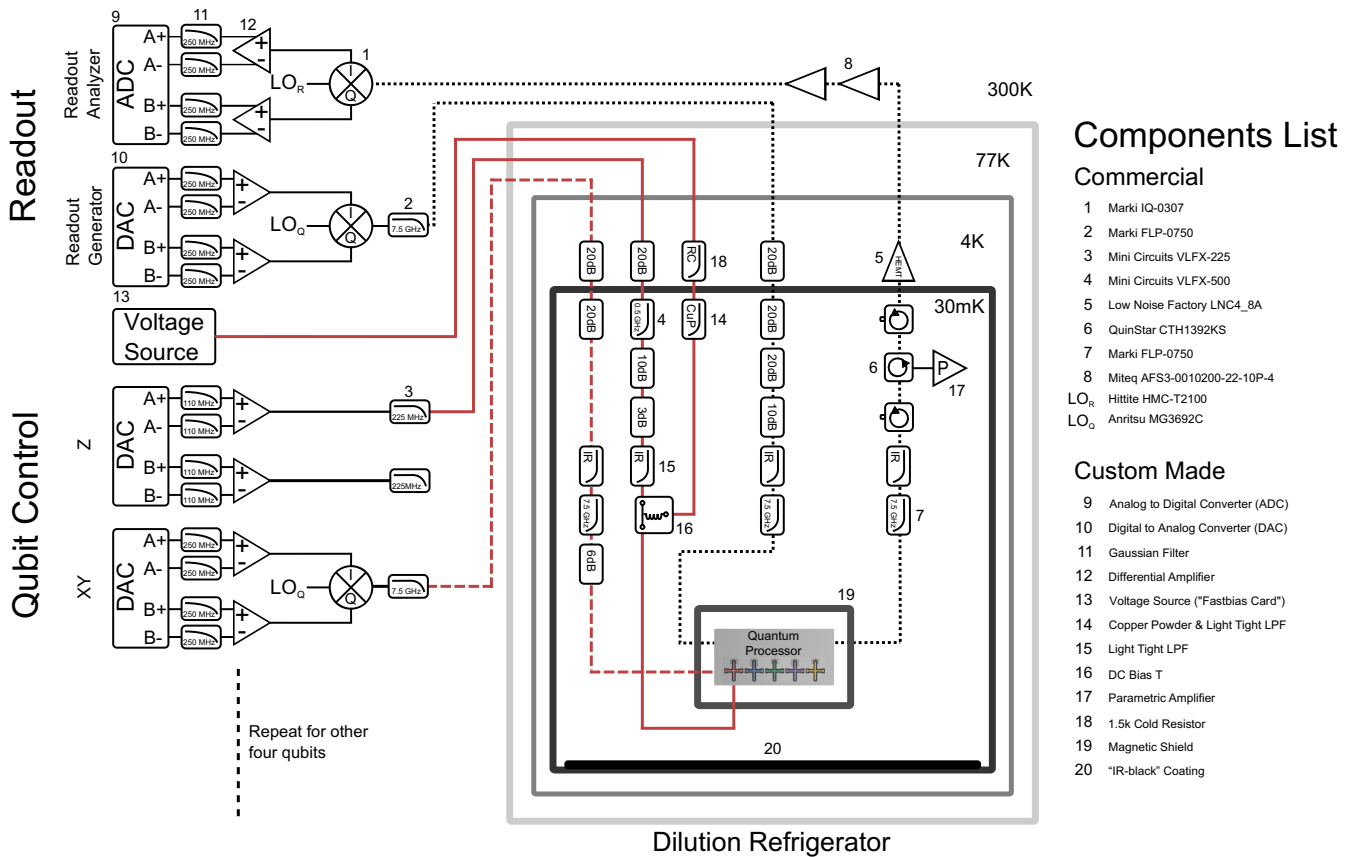 Readout
Readout
Analyzer
9
ADC
A+
A-
B+
B-
11
250 MHz
250 MHz
250 MHz
250 MHz
12
+
-
+
-
LOR
1
I
Q
8
300K
Readout
Generator
10
DAC
A+
A-
B+
B-
250 MHz
250 MHz
250 MHz
250 MHz
+
-
+
-
LOQ
I
Q
2
7.5 GHz
13
Voltage
Source
Qubit Control
Z
DAC
A+
A-
B+
B-
110 MHz
110 MHz
110 MHz
110 MHz
+
-
+
-
3
225 MHz
225MHz
XY
DAC
A+
A-
B+
B-
250 MHz
250 MHz
250 MHz
250 MHz
+
-
+
-
LOQ
I
Q
7.5 GHz
Repeat for other
four qubits
77K
4K
20dB
20dB
RC
18
20dB
5
HEMT
30mK
20dB
0.5 GHz
4
CuP
14
20dB
10dB
20dB
6
P
17
3dB
10dB
IR
IR
15
IR
IR
7.5 GHz
16
7.5 GHz
7.5 GHz
7
6dB
19
Quantum
Processor
20
Dilution Refrigerator
Components List
Commercial
1 Marki IQ-0307
2 Marki FLP-0750
3 Mini Circuits VLFX-225
4 Mini Circuits VLFX-500
5 Low Noise Factory LNC4_8A
6 QuinStar CTH1392KS
7 Marki FLP-0750
8 Miteq AFS3-0010200-22-10P-4
LOR Hittite HMC-T2100
LOQ Anritsu MG3692C
Custom Made
9 Analog to Digital Converter (ADC)
10 Digital to Analog Converter (DAC)
11 Gaussian Filter
12 Differential Amplifier
13 Voltage Source ("Fastbias Card")
14 Copper Powder & Light Tight LPF
15 Light Tight LPF
16 DC Bias T
17 Parametric Amplifier
18 1.5k Cold Resistor
19 Magnetic Shield
20 "IR-black" Coating